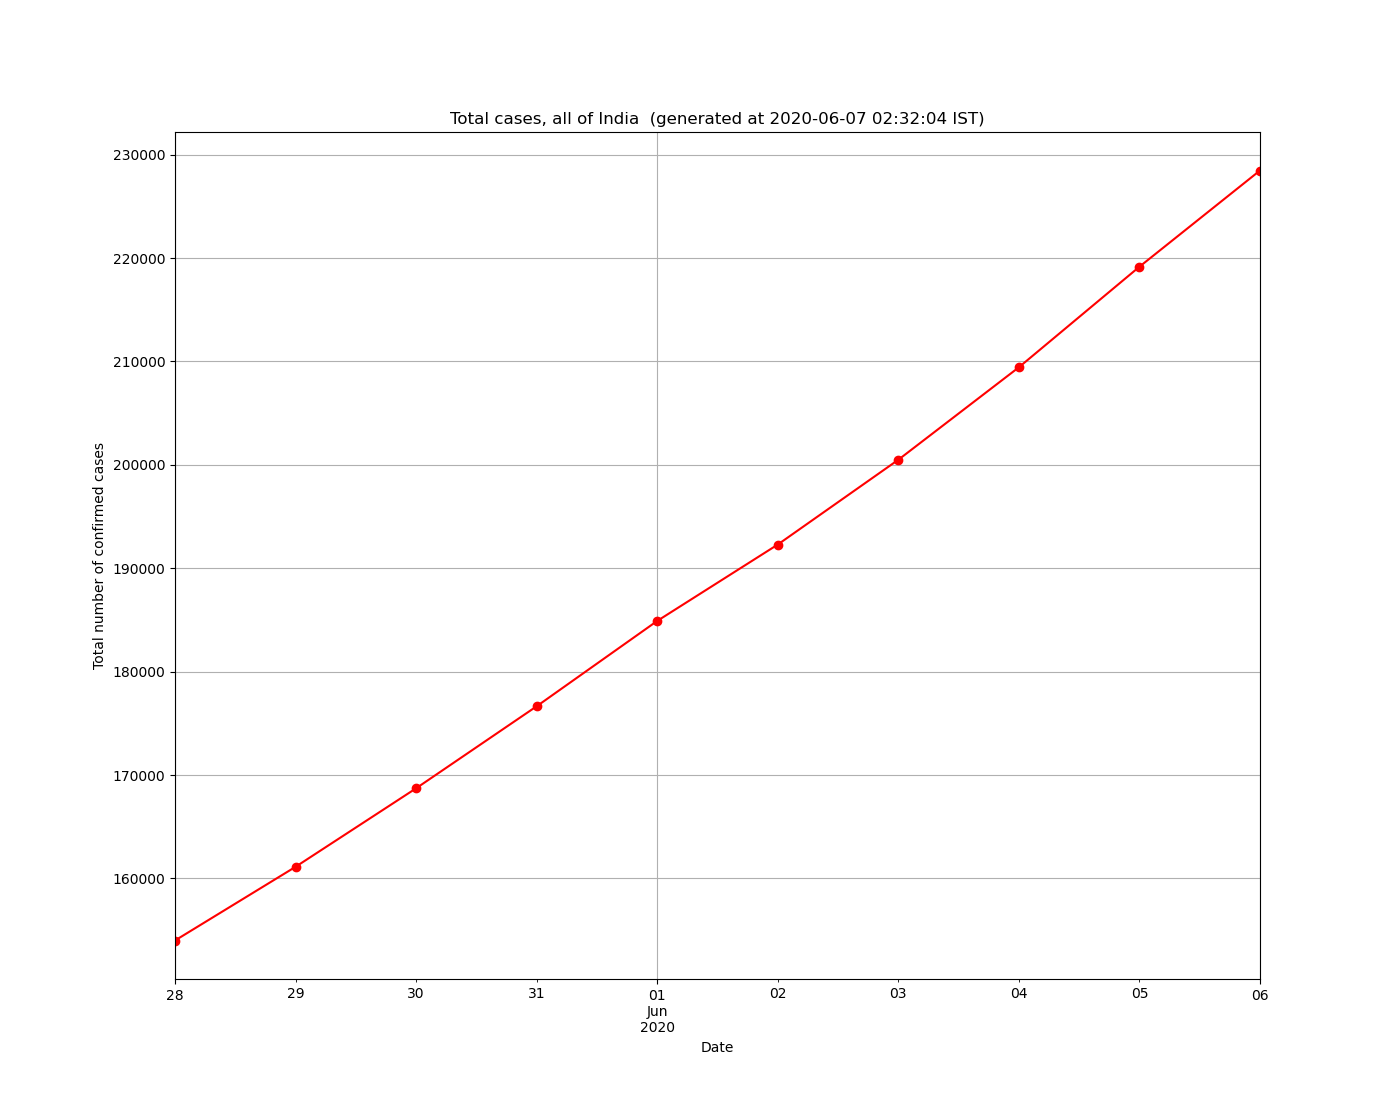 Total cases, all of India  (generated at 2020-06-07 02:32:04 IST)
230000
220000
210000
200000
190000
180000
170000
160000
Total number of confirmed cases
28 29 30 31 01 02 03 04 05 06
Jun
2020
Date